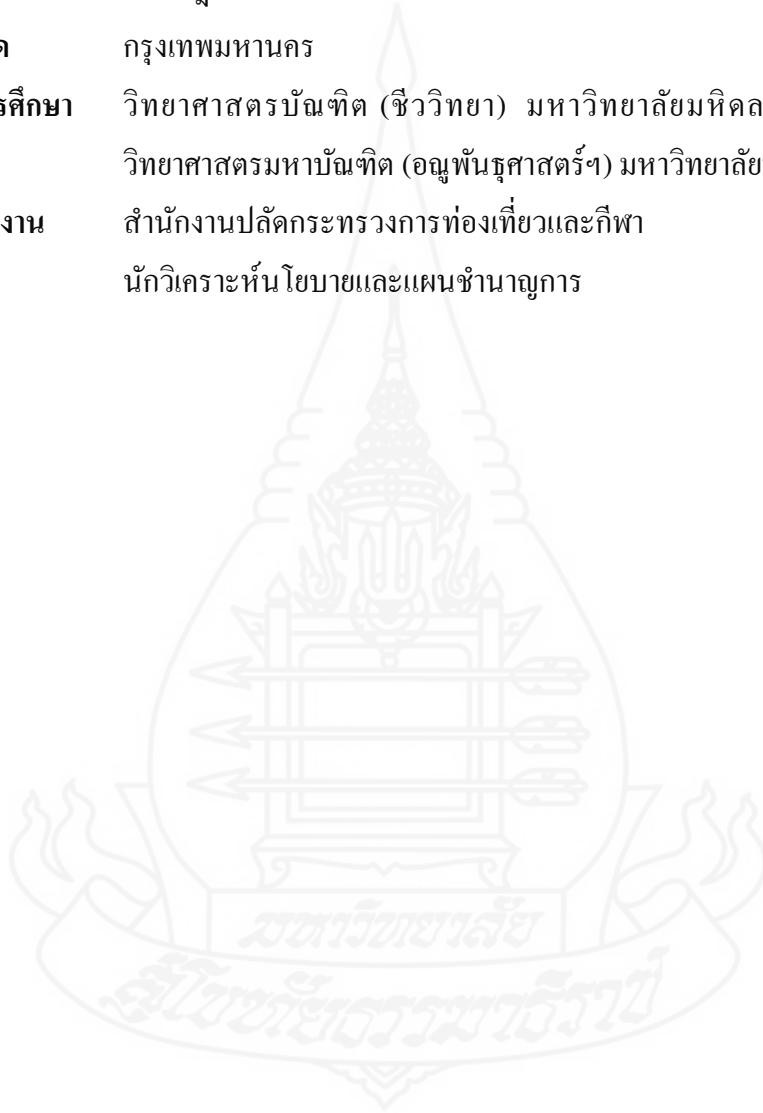 กรุงเทพมหานคร
รศึกษา วิทยาศาสตรบัณฑิต (ชีววิทยา) มหาวิทยาลัยมหิดล
วิทยาศาสตรมหาบัณฑิต (อณูพันธุศาสตร์ฯ) มหาวิทยาลัย
งาน สำนักงานปลัดกระทรวงการท่องเที่ยวและกีฬา
นักวิเคราะห์นโยบายและแผนชำนาญการ
มหาวิทยาลัย
สุโขทัยธรรมาธิราช